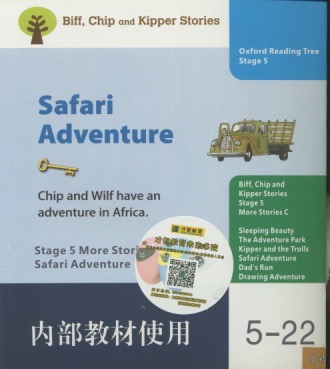 Biff, Chip and Kipper Stories
Oxford Reading Tree
Stage 5
Safari
Adventure
Chip and Wilf have an
adventure in Africa.
Biff, Chip and
Kipper Stories
Stage 5
More Stories C
Sleeping Beauty
The Adventure Park
Kipper and the Trolls
Safari Adventure
Dad's Run
Drawing Adventure
Stage 5 More Stori
Safari Adventure
内部教材使用
5-22